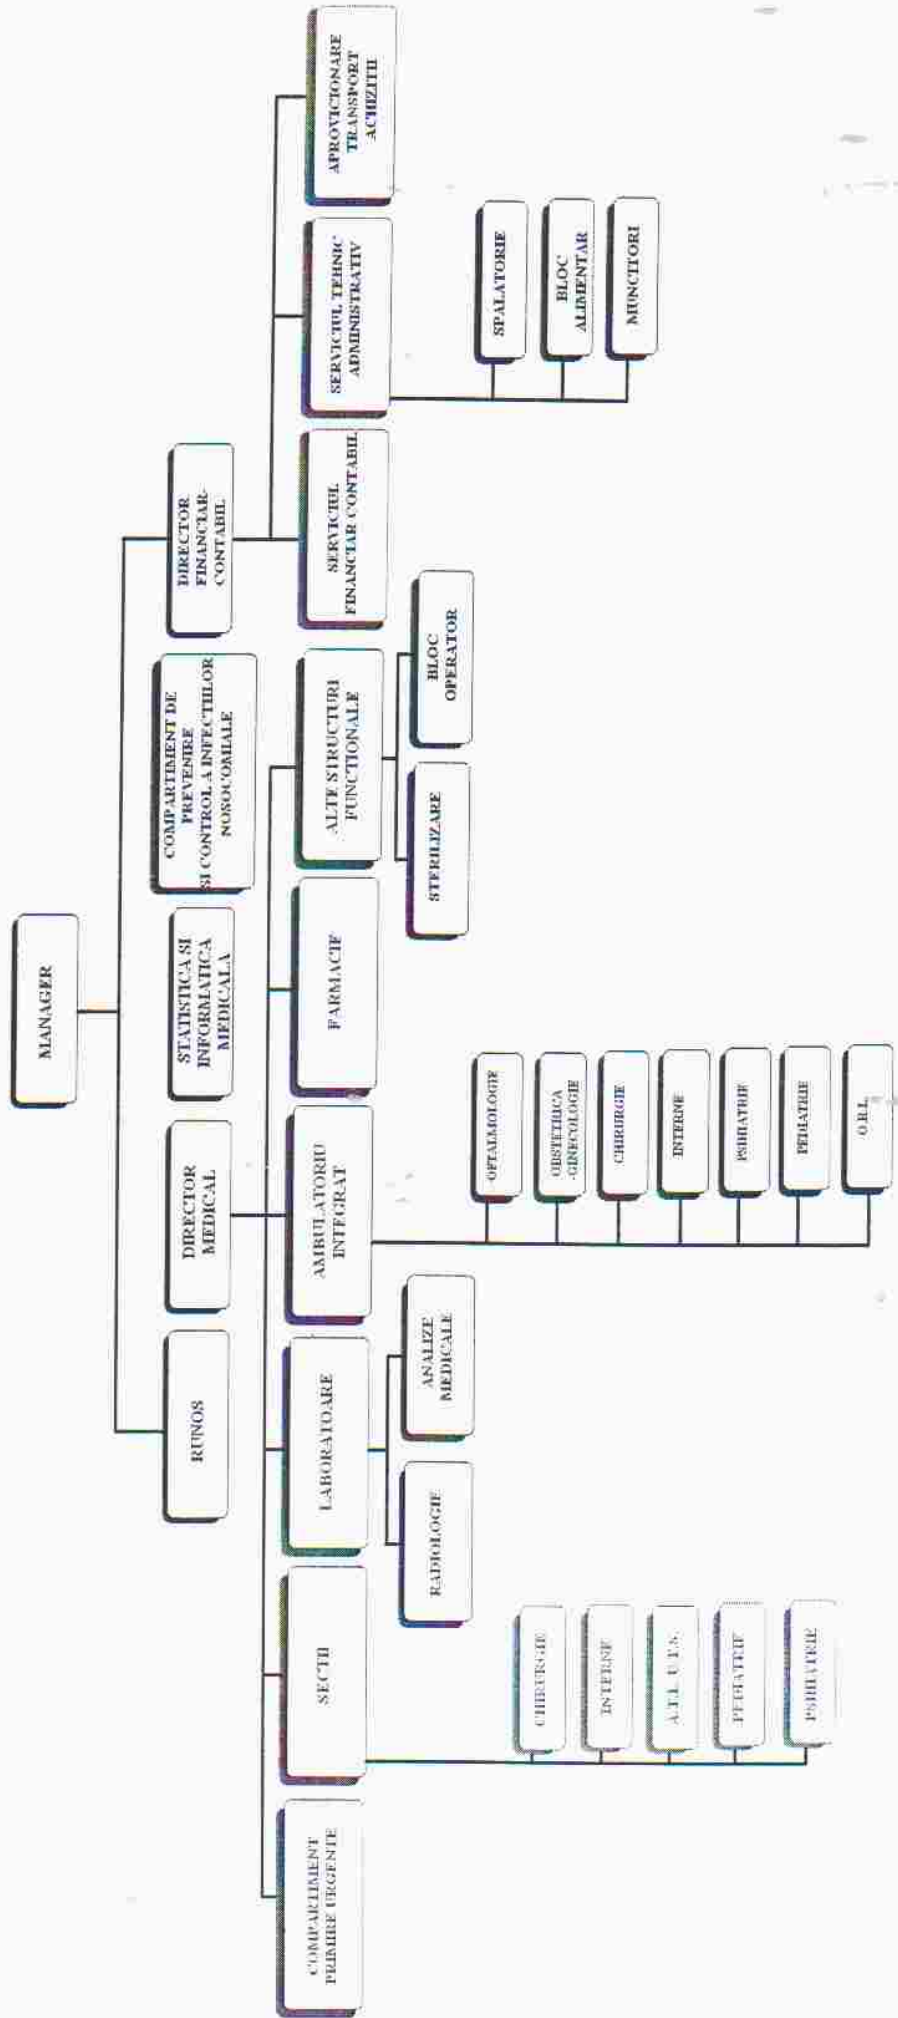 MANAGER
RUNOS
DIRECTOR
MEDICAL
STATISTICA SI
INFORMATICA
MEDICALA
COMPARTIMENT DE
PREVENIRE
SI CONTROL A INFECTIILOR
NOSOCOMIALE
DIRECTOR
FINANCIAR-
CONTABIL
COMPARTIMENT
PRIMIRE URGENTE
SECTII
LABORATOARE
AMBULATORIU
INTEGRAT
FARMACIE
ALTE STRUCTURI
FUNCTIONALE
SERVICIUL
FINANCIAR CONTABIL
SERVICIUL TEHNIC
ADMINISTRATIV
APROVICIONARE
TRANSPORT
ACHIZITII
CHIRURGIE
INTERNE
A.T.I. U.T.S.
PEDIATRIE
PSIHIATRIE
RADIOLOGIE
ANALIZE
MEDICALE
OFTALMOLOGIE
OBSTETRICA
-GINECOLOGIE
CHIRURGIE
INTERNE
PSIHIATRIE
PEDIATRIE
O.R.L.
STERILIZARE
BLOC
OPERATOR
SPALATORIE
BLOC
ALIMENTAR
MUNCITORI